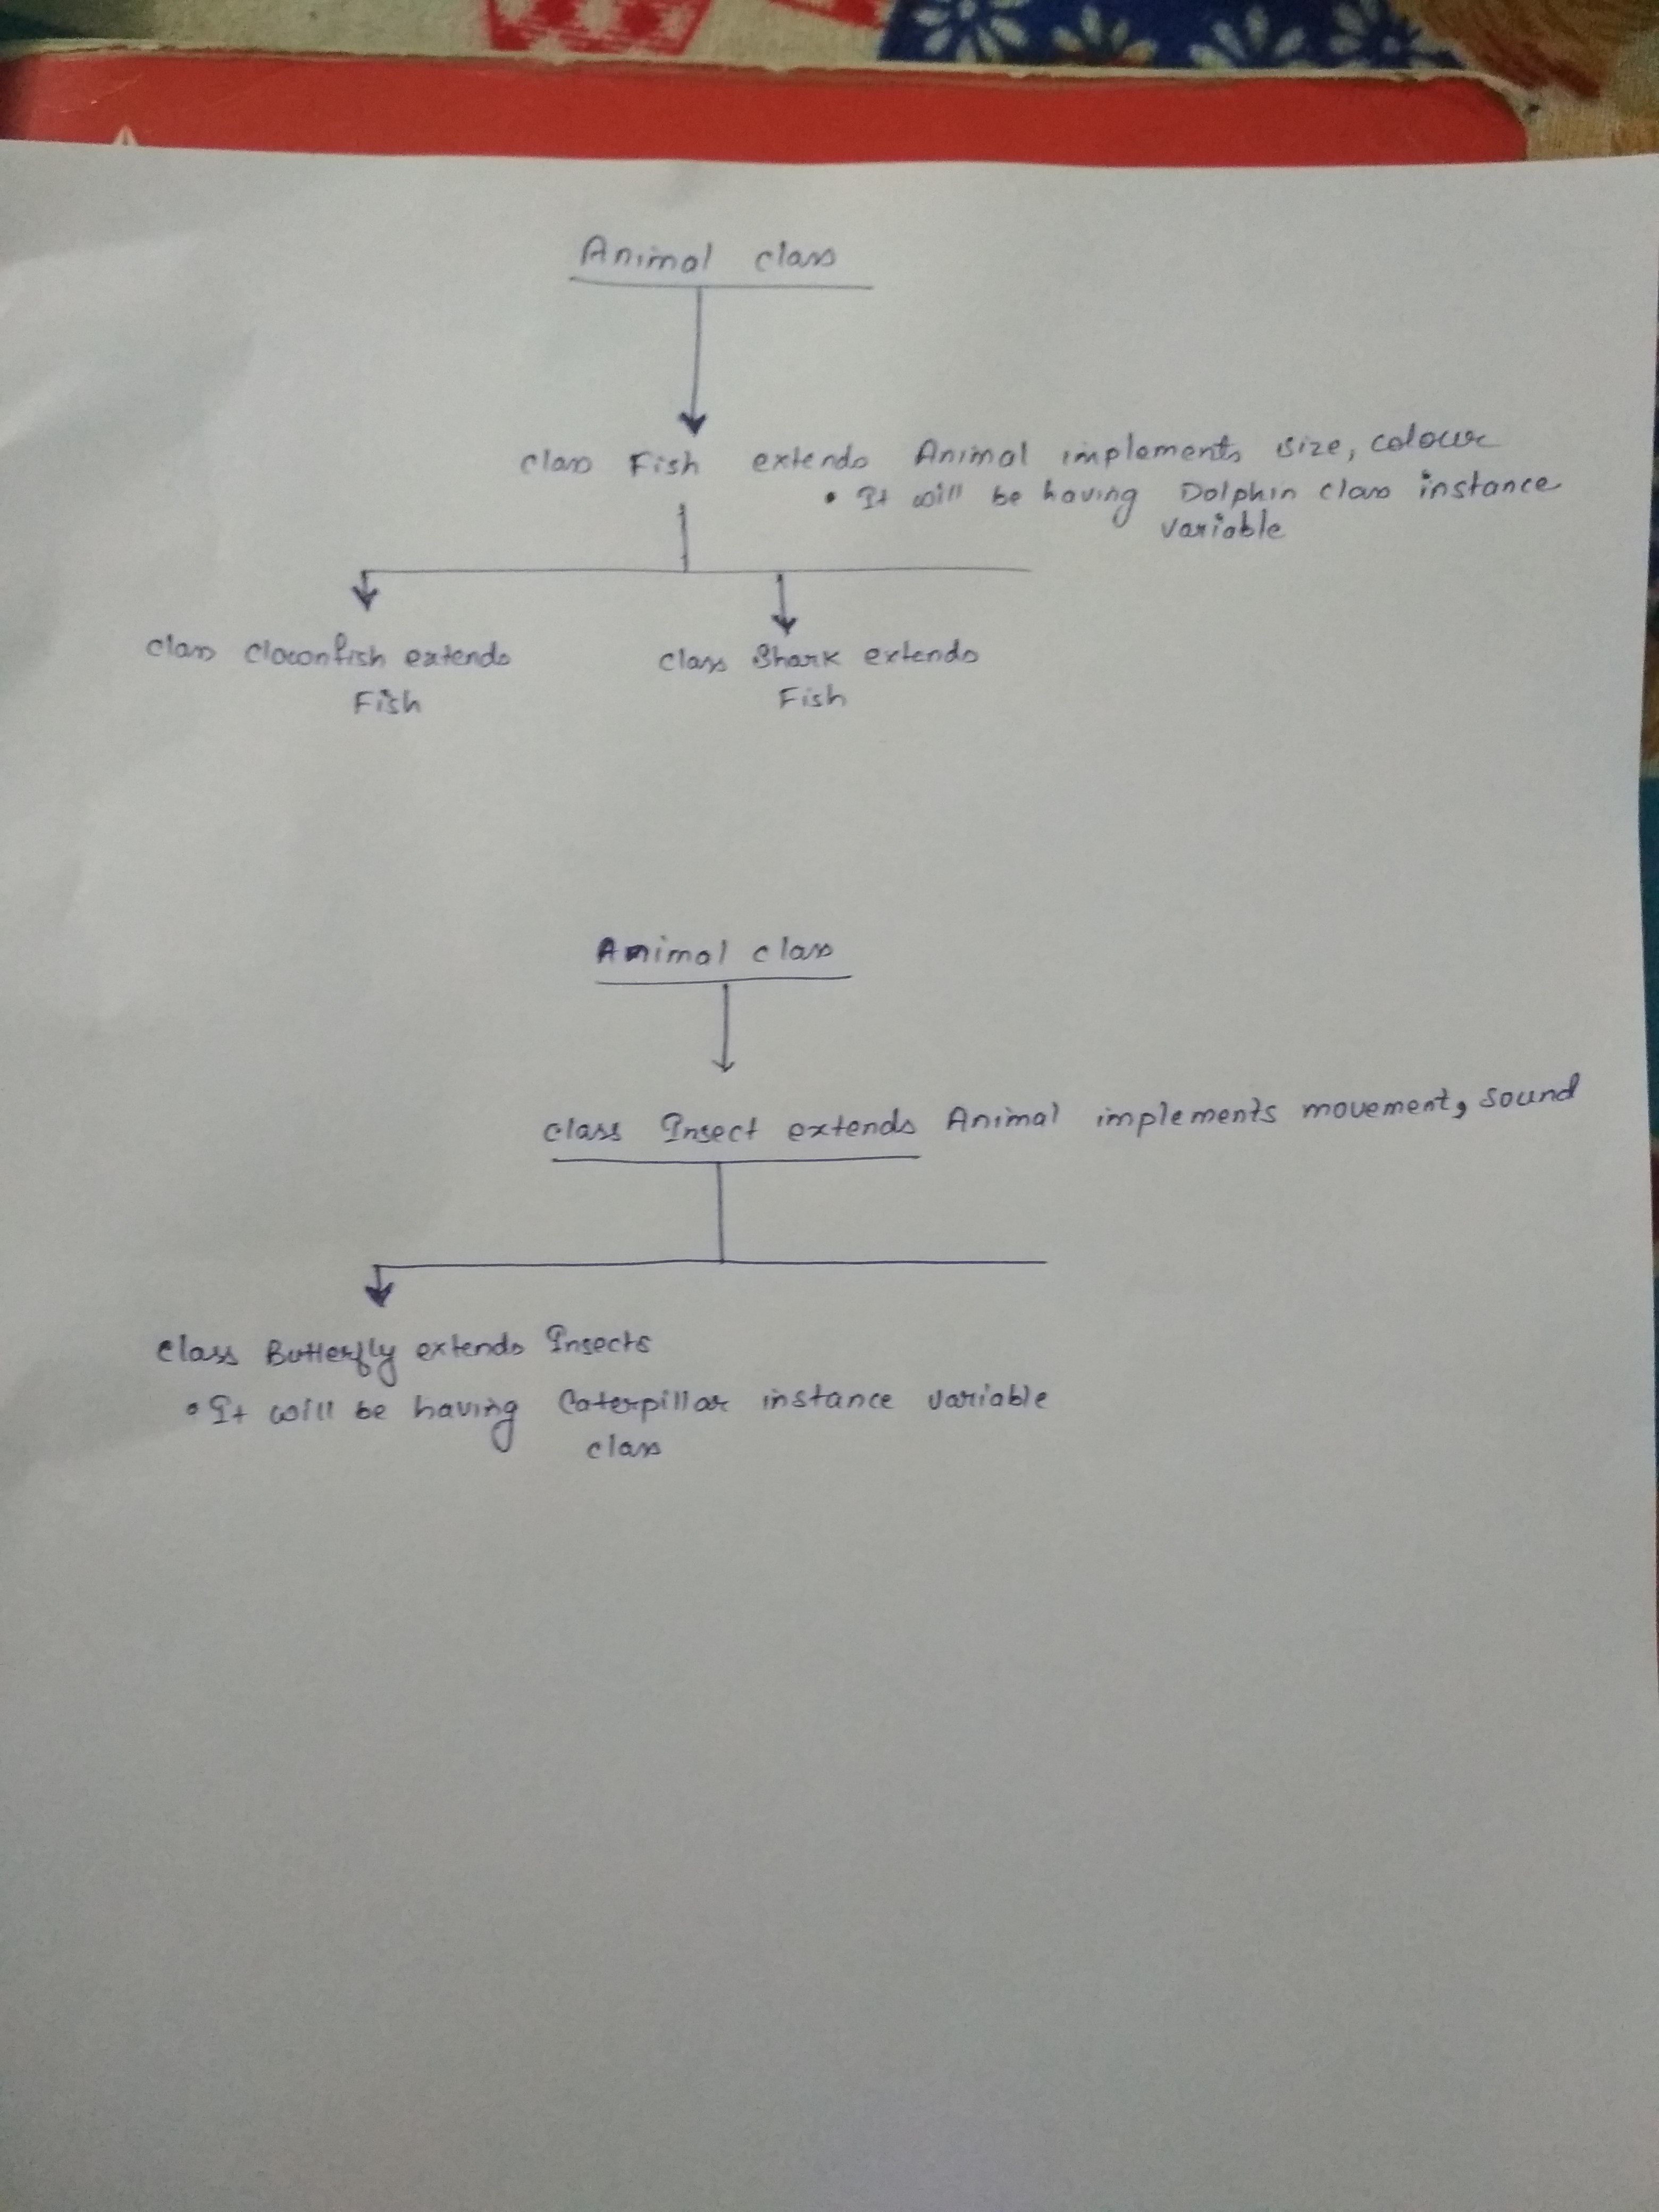 Animal class
class Fish extends Animal implements size, colour
• It will be having Dolphin class instance
variable
class clownfish extends
Fish
class Shark extends
Fish
Animal class
class Insect extends Animal implements movement, sound
class Butterfly extends Insects
• It will be having Caterpillar instance variable
class